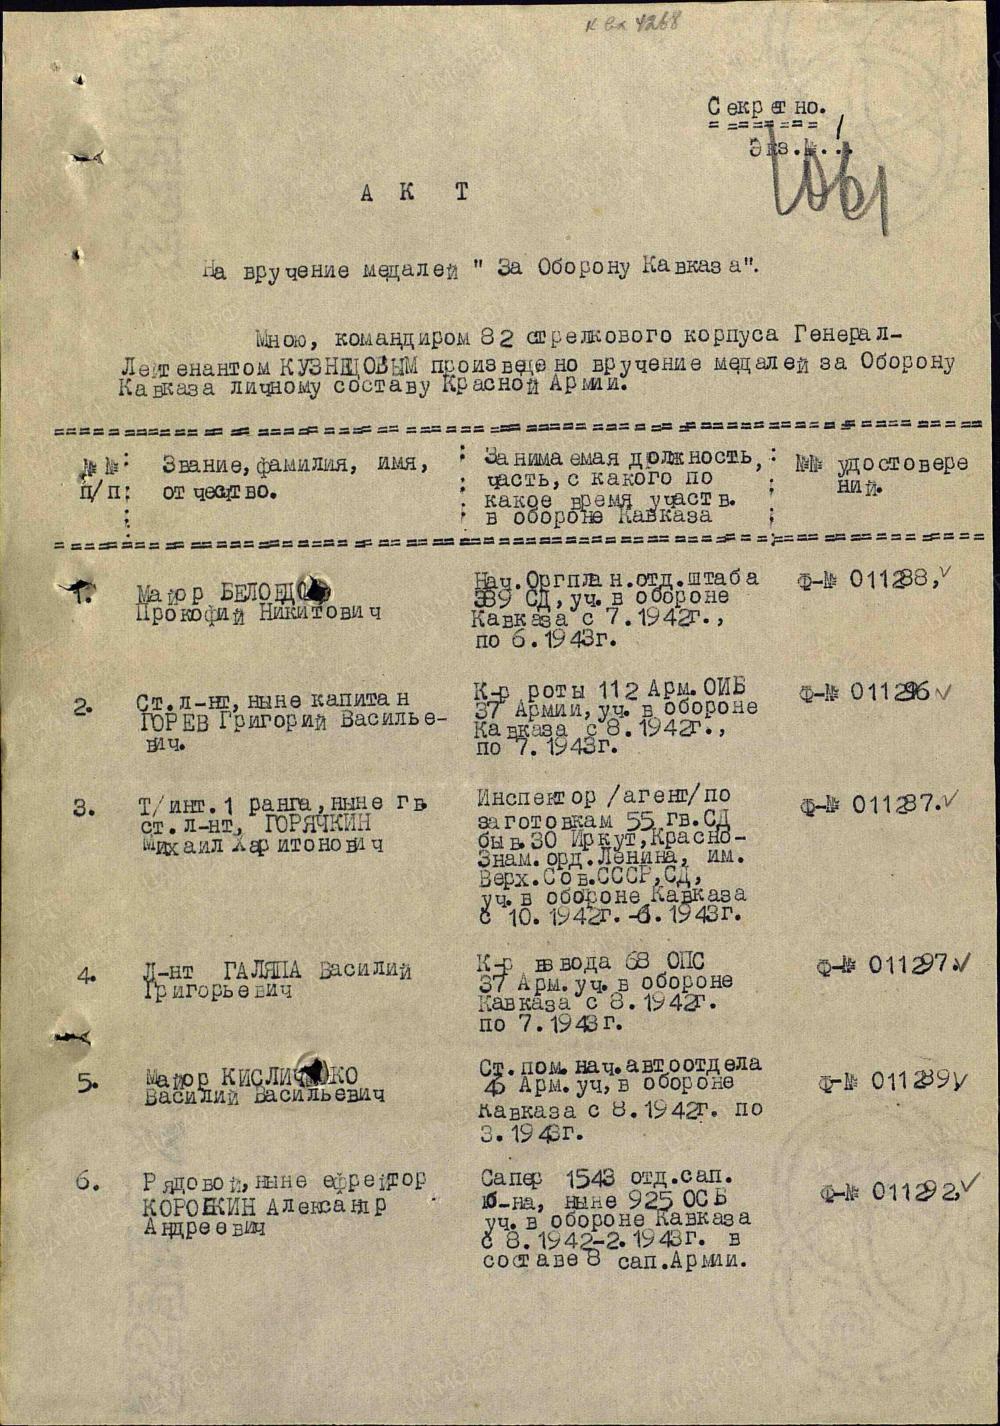 к вх 4268
Секретно.
Экз.№ 1
1061
А К Т
На вручение медалей " За Оборону Кавказа".
Мною, командиром 82 стрелкового корпуса Генерал-
Лейтенантом КУЗНЕЦОВЫМ произведено вручение медалей за Оборону
Кавказа личному составу Красной Армии.
№№ п/п:
Звание, фамилия, имя,
отчество.
Занимаемая должность,
часть, с какого по
какое время участв.
в обороне Кавказа
№№ удостовере
ний.
1.
Майор
Прокофий Никитович
Нач.Оргплан.отд.штаба
389 СД, уч. в обороне
Кавказа с 7.1942г.,
по 6.1943г.
Ф-№ 011288,
2.
Ст.л-нт, ныне капитан
ГОРЕВ Григорий Василье-
вич.
К-р роты 112 Арм.ОИБ
37 Армии, уч. в обороне
Кавказа с 8.1942г.,
по 7.1943г.
Ф-№ 011296
3.
Т/инт.1 ранга, ныне гв.
ст.л-нт, ГОРЯЧКИН
Михаил Харитонович
Инспектор /агент/по
заготовкам 55 гв.СД
быв.30 Иркут,Красно-
Знам.орд.Ленина, им.
Верх.Сов.СССР,СД,
уч.в обороне Кавказа
с 10.1942г.-6.1943г.
Ф-№ 011287.
4.
Л-нт ГАЛЯПА Василий
Григорьевич
К-р взвода 68 ОПС
37 Арм.уч.в обороне
Кавказа с 8.1942г.
по 7.1943г.
Ф-№ 011297.
5.
Майор КИСЛИЧЕНКО
Василий Васильевич
Ст.пом.нач.автоотдела
Арм.уч,в обороне
Кавказа с 8.1942г. по
3.1943г.
Ф-№ 011289,
6.
Рядовой,ныне ефрейтор
Александр
Андреевич
Сапер 1543 отд.сап.
б-на, ныне 925 ОСБ
уч.в обороне Кавказа
с 8.1942-2.1943г. в
составе 8 сап.Армии.
Ф-№ 011292,